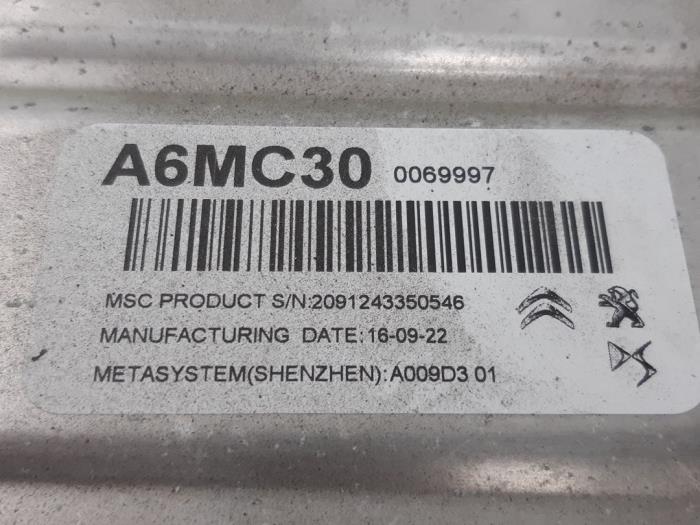 A6MC30 0069997
MSC PRODUCT S/N:2091243350546
MANUFACTURING DATE:16-09-22
METASYSTEM(SHENZHEN):A009D3 01